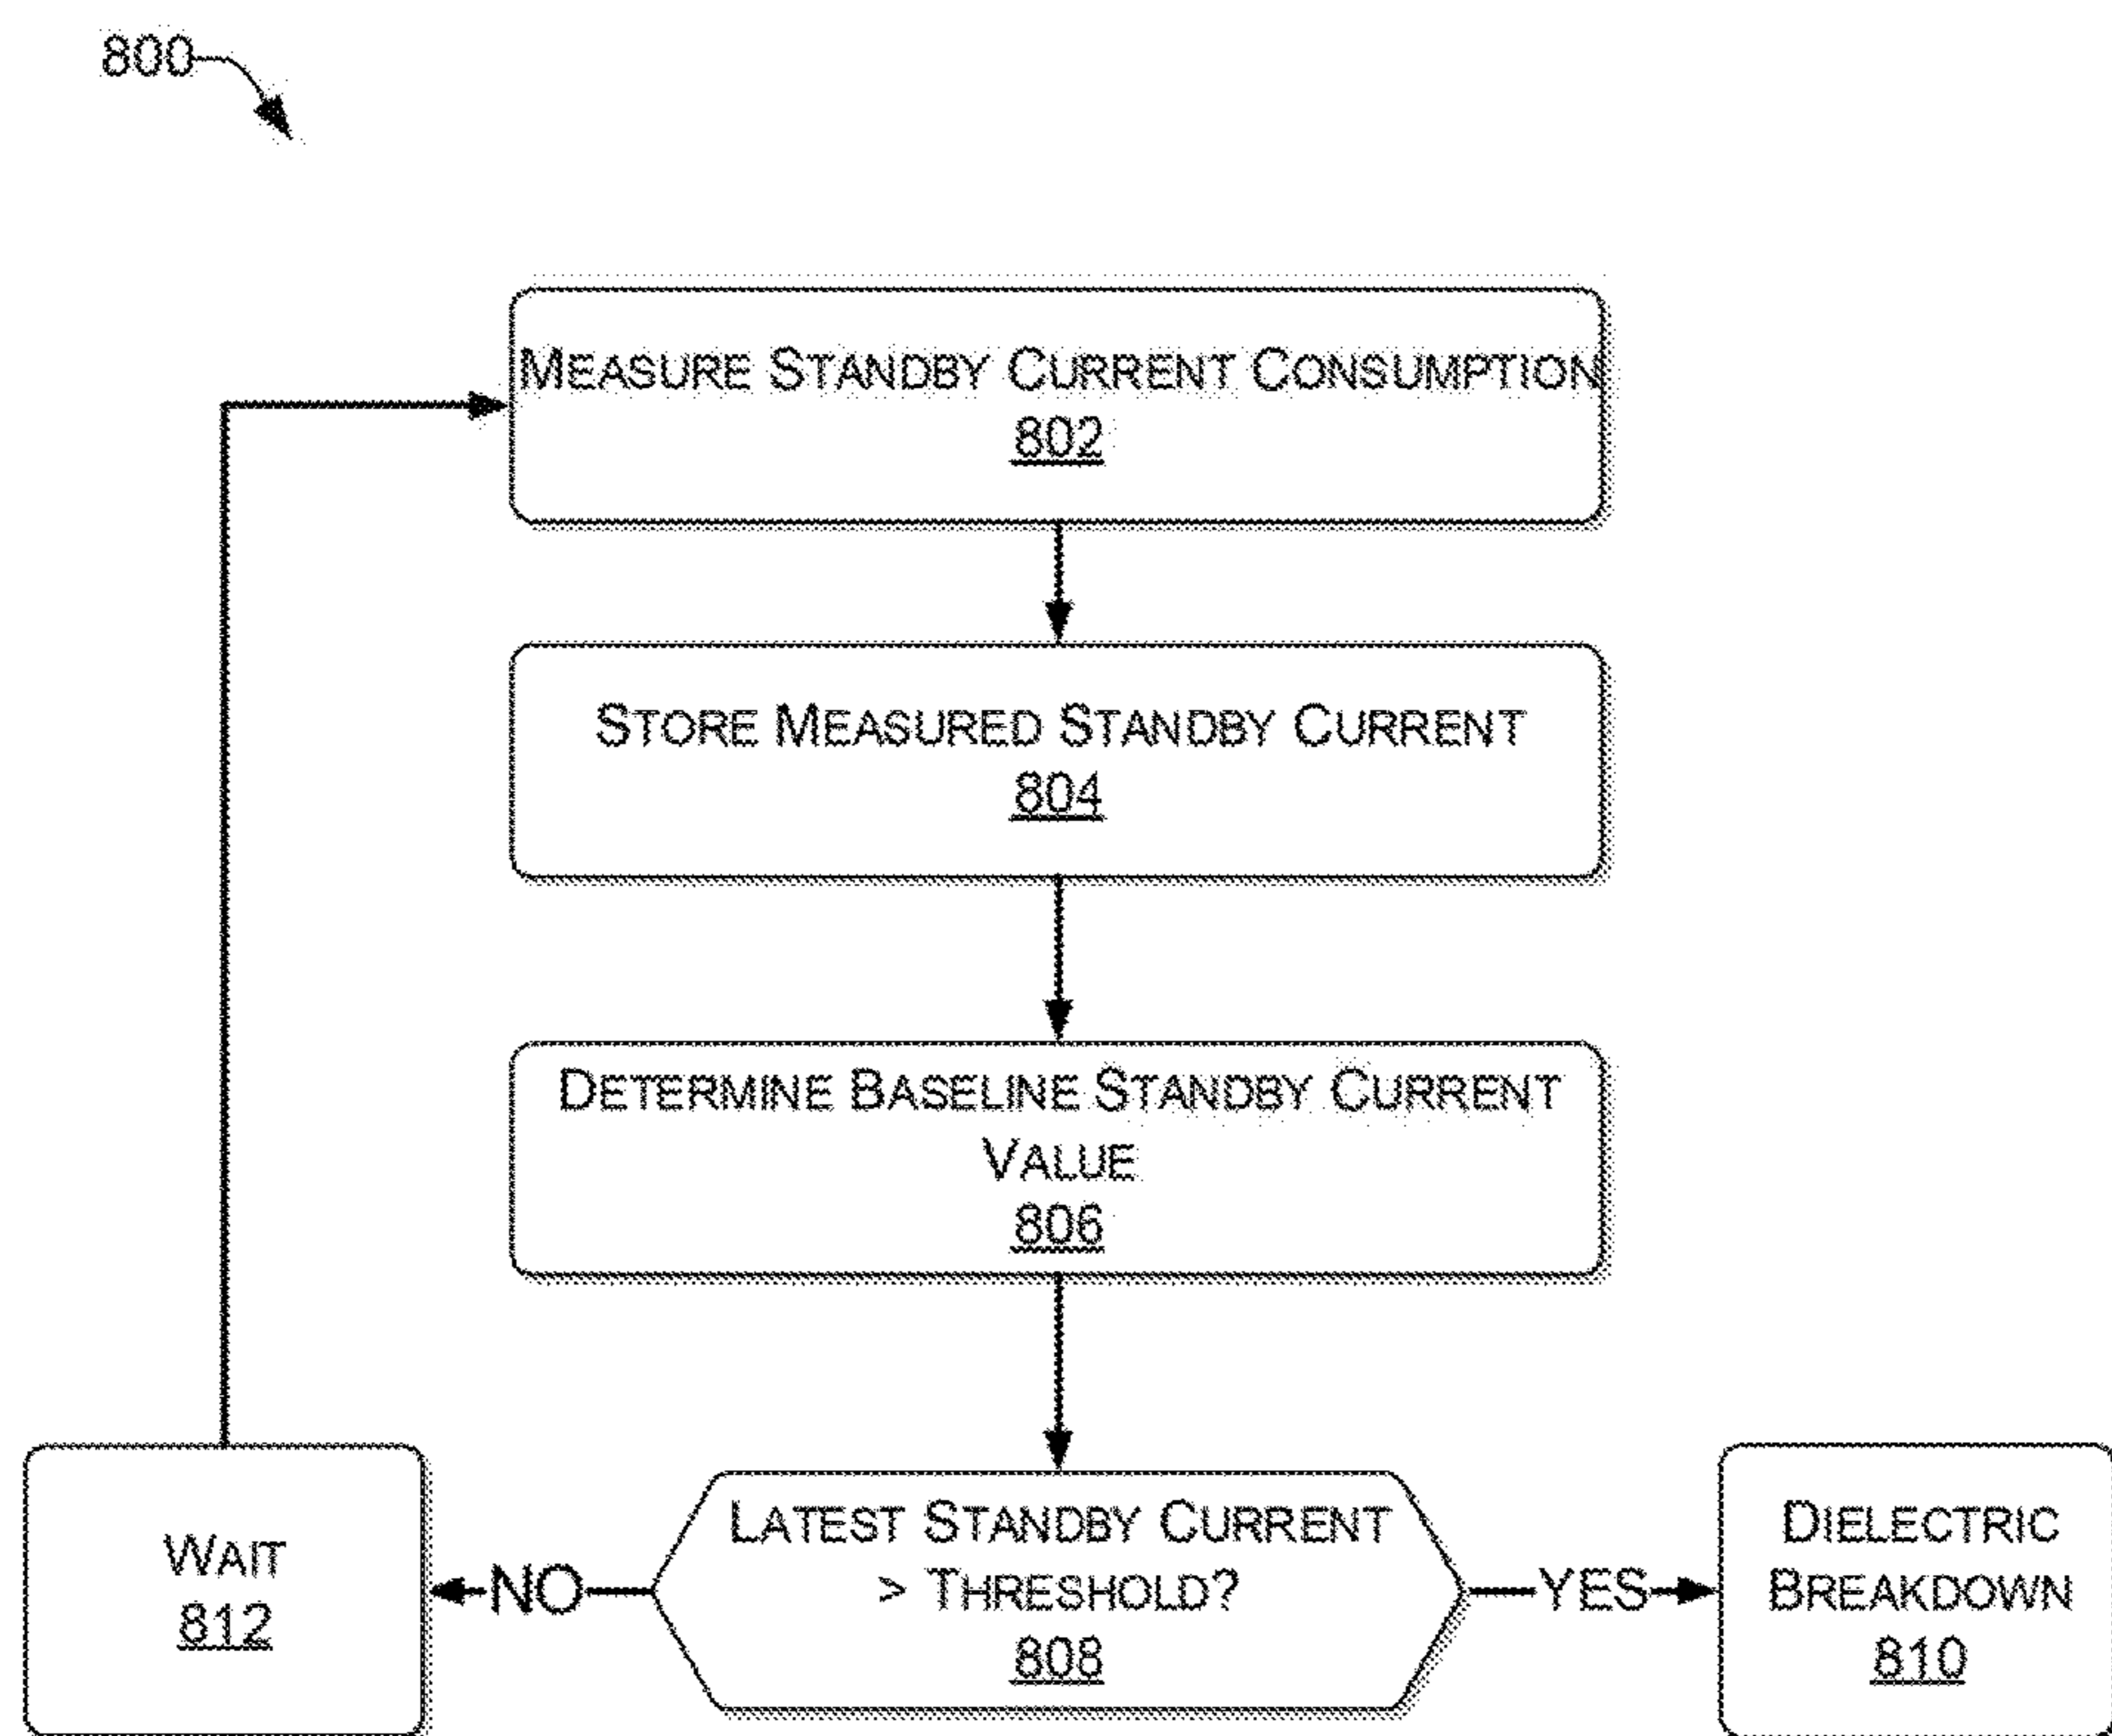 800
MEASURE STANDBY CURRENT CONSUMPTION
802
STORE MEASURED STANDBY CURRENT
804
DETERMINE BASELINE STANDBY CURRENT
VALUE
806
LATEST STANDBY CURRENT
> THRESHOLD?
808
NO
WAIT
812
YES
DIELECTRIC
BREAKDOWN
810